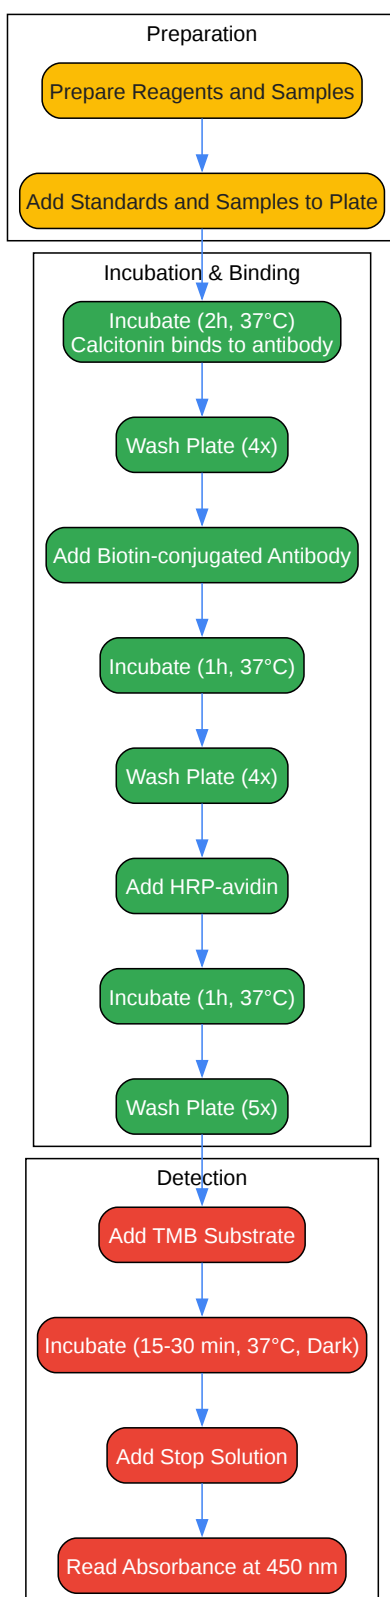 Preparation
Prepare Reagents and Samples
Add Standards and Samples to Plate
Incubation & Binding
Incubate (2h, 37°C)
Calcitonin binds to antibody
Wash Plate (4x)
Add Biotin-conjugated Antibody
Incubate (1h, 37°C)
Wash Plate (4x)
Add HRP-avidin
Incubate (1h, 37°C)
Wash Plate (5x)
Detection
Add TMB Substrate
Incubate (15-30 min, 37°C, Dark)
Add Stop Solution
Read Absorbance at 450 nm